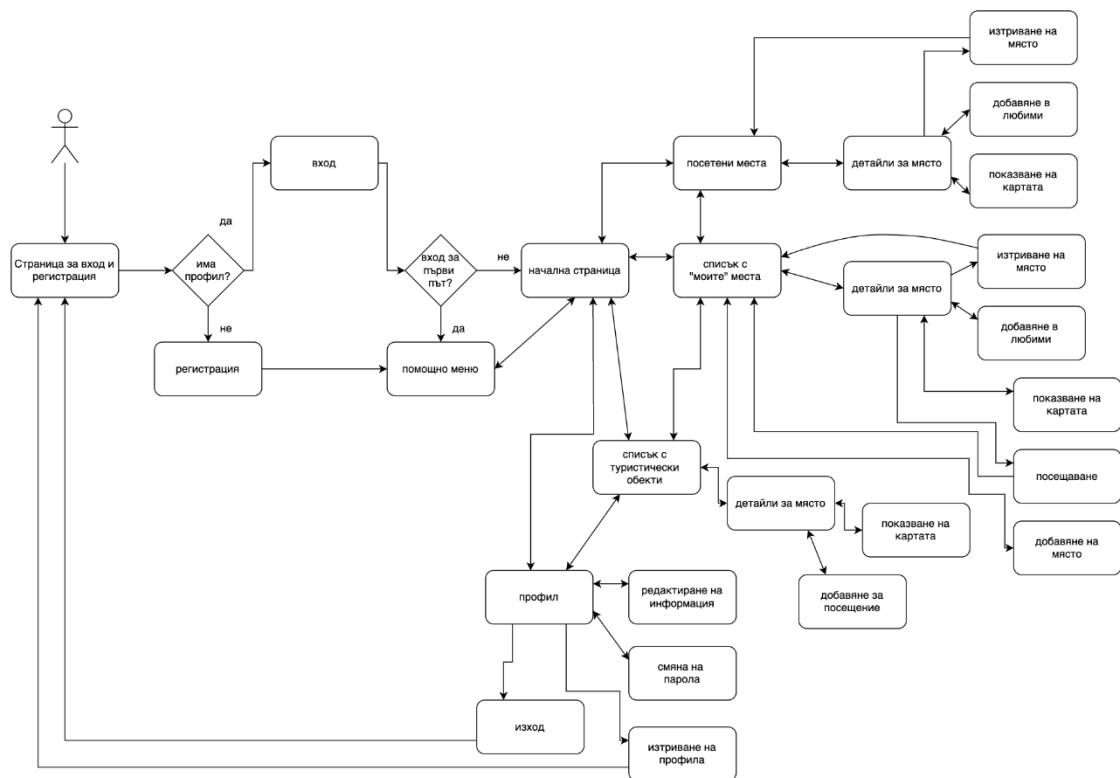 изтриване на
място
добавяне в
любими
да
вход
посетени места
детайли за място
показване на
картата
Страница за вход и
регистрация
има
профил?
вход за
първи
път?
не
начална страница
списък с
"моите" места
изтриване на
място
детайли за място
не
да
добавяне в
любими
регистрация
помощно меню
показване на
картата
списък с
туристически
обекти
посещаване
детайли за място
показване на
картата
добавяне на
място
профил
редактиране на
информация
добавяне за
посещение
смяна на
парола
изход
изтриване на
профила